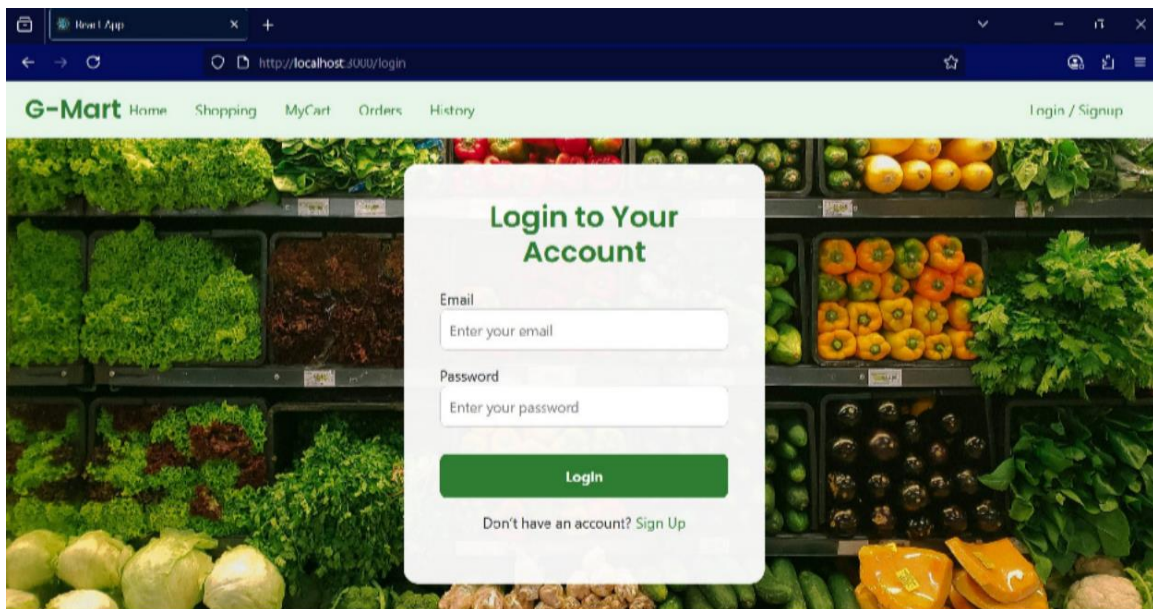 React App
http://localhost:3000/login
G-Mart Home Shopping MyCart Orders History Login / Signup
Login to Your
Account
Email
Enter your email
Password
Enter your password
Login
Don't have an account? Sign Up